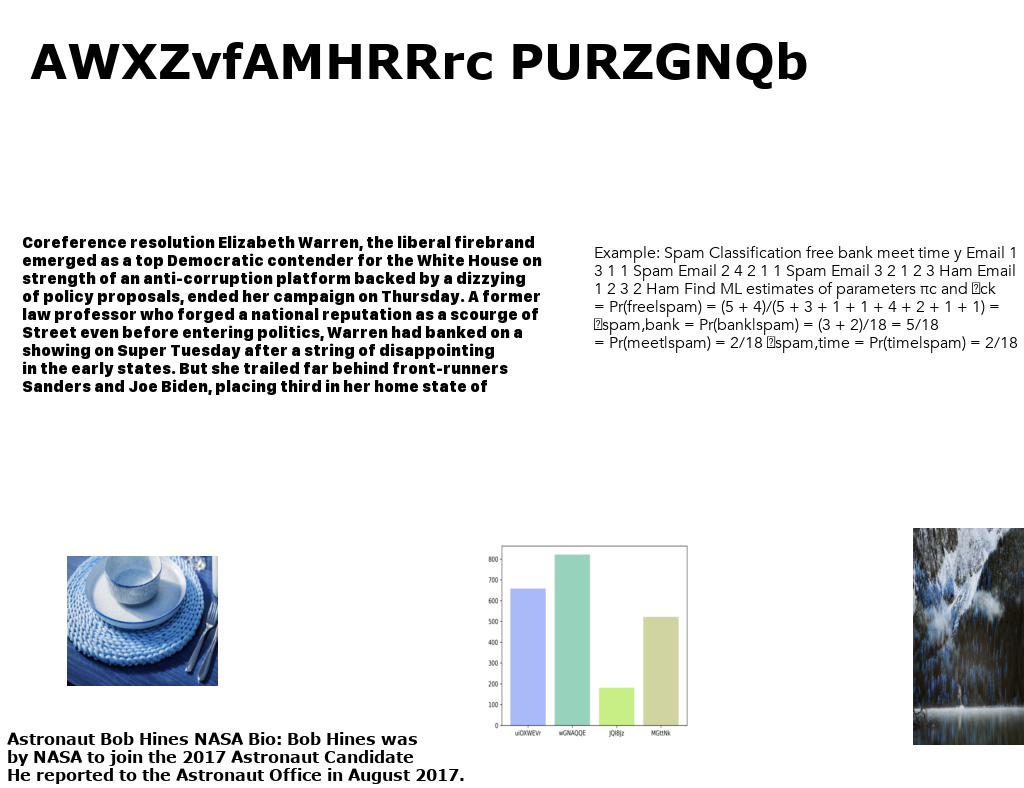 AWXZvfAMHRRrc PURZGNQb
Coreference resolution Elizabeth Warren, the liberal firebrand
emerged as a top Democratic contender for the White House on
strength of an anti-corruption platform backed by a dizzying
of policy proposals, ended her campaign on Thursday. A former
law professor who forged a national reputation as a scourge of
Street even before entering politics, Warren had banked on a
showing on Super Tuesday after a string of disappointing
in the early states. But she trailed far behind front-runners
Sanders and Joe Biden, placing third in her home state of
Example: Spam Classification free bank meet time y Email 1
3 1 1 Spam Email 2 4 2 1 1 Spam Email 3 2 1 2 3 Ham Email
1 2 3 2 Ham Find ML estimates of parameters πc and ck
= Pr(free|spam) = (5 + 4)/(5 + 3 + 1 + 1 + 4 + 2 + 1 + 1) =
spam,bank = Pr(bank|spam) = (3 + 2)/18 = 5/18
= Pr(meet|spam) = 2/18 spam,time = Pr(time|spam) = 2/18
800
700
600
500
400
300
200
100
0
uiOXWEVr wGNAQQE JQIBJz MGttNk
Astronaut Bob Hines NASA Bio: Bob Hines was
by NASA to join the 2017 Astronaut Candidate
He reported to the Astronaut Office in August 2017.